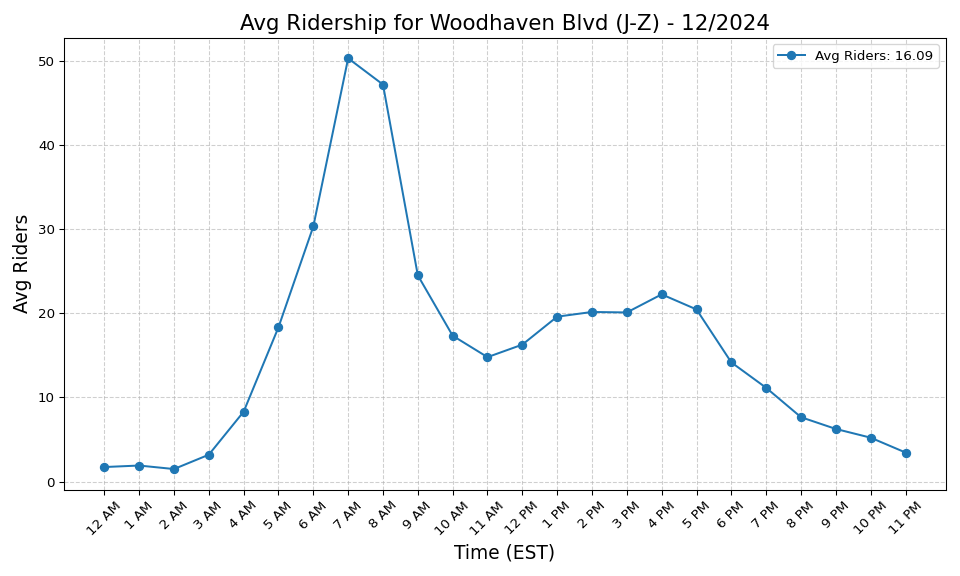 Avg Ridership for Woodhaven Blvd (J-Z) - 12/2024
Avg Riders: 16.09
Avg Riders
50
40
30
20
10
0
12 AM 1 AM 2 AM 3 AM 4 AM 5 AM 6 AM 7 AM 8 AM 9 AM 10 AM 11 AM 12 PM 1 PM 2 PM 3 PM 4 PM 5 PM 6 PM 7 PM 8 PM 9 PM 10 PM 11 PM
Time (EST)